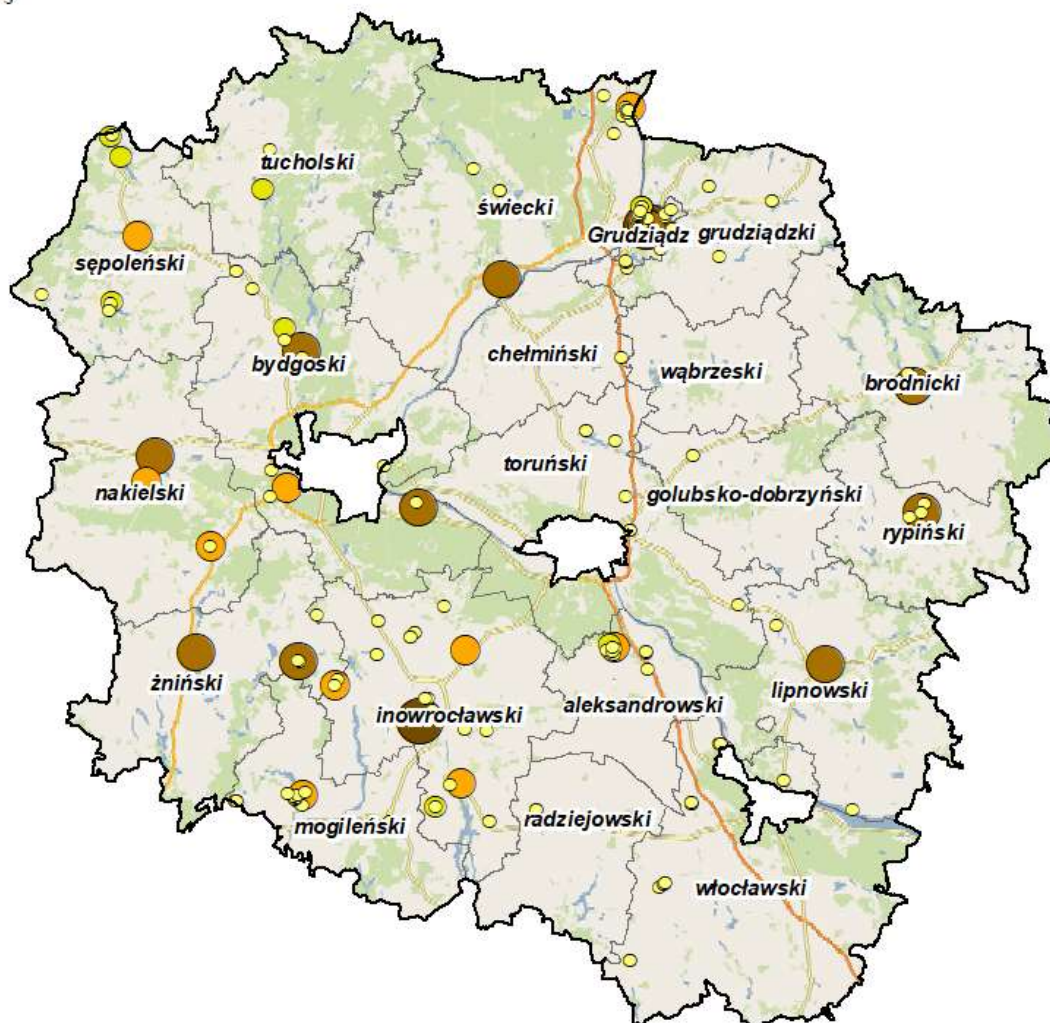 tucholski
świecki
Grudziądz
grudziądzki
sępoleński
chełmiński
bydgoski
wąbrzeski
brodnicki
toruński
nakielski
golubsko-dobrzyński
rypiński
żniński
lipnowski
inowrocławski
aleksandrowski
mogileński
radziejowski
włocławski